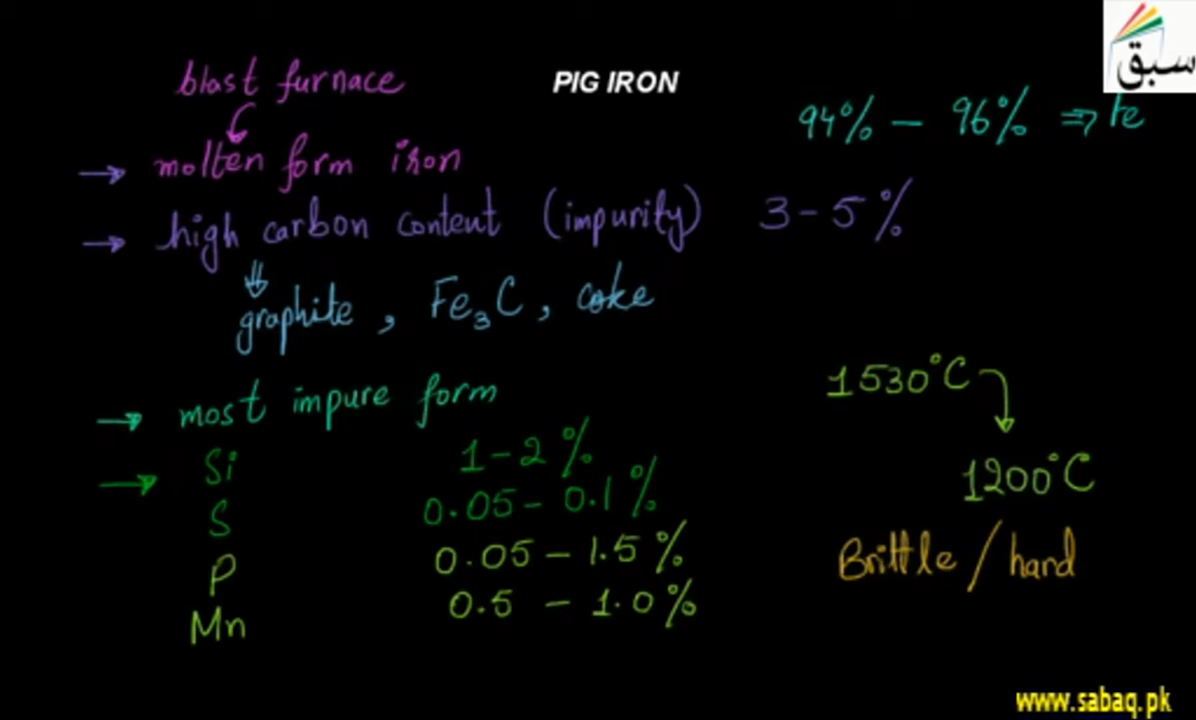 سبق
blast furnace
PIG IRON
94% – 96% ⇒ Fe
→ molten form iron
→ high carbon content (impurity) 3-5%
graphite, Fe₃C, coke
1530°C
→ most impure form
1200°C
→ Si 1-2%
S 0.05 - 0.1%
P 0.05 - 1.5%
Brittle / hard
Mn 0.5 - 1.0%
www.sabaq.pk